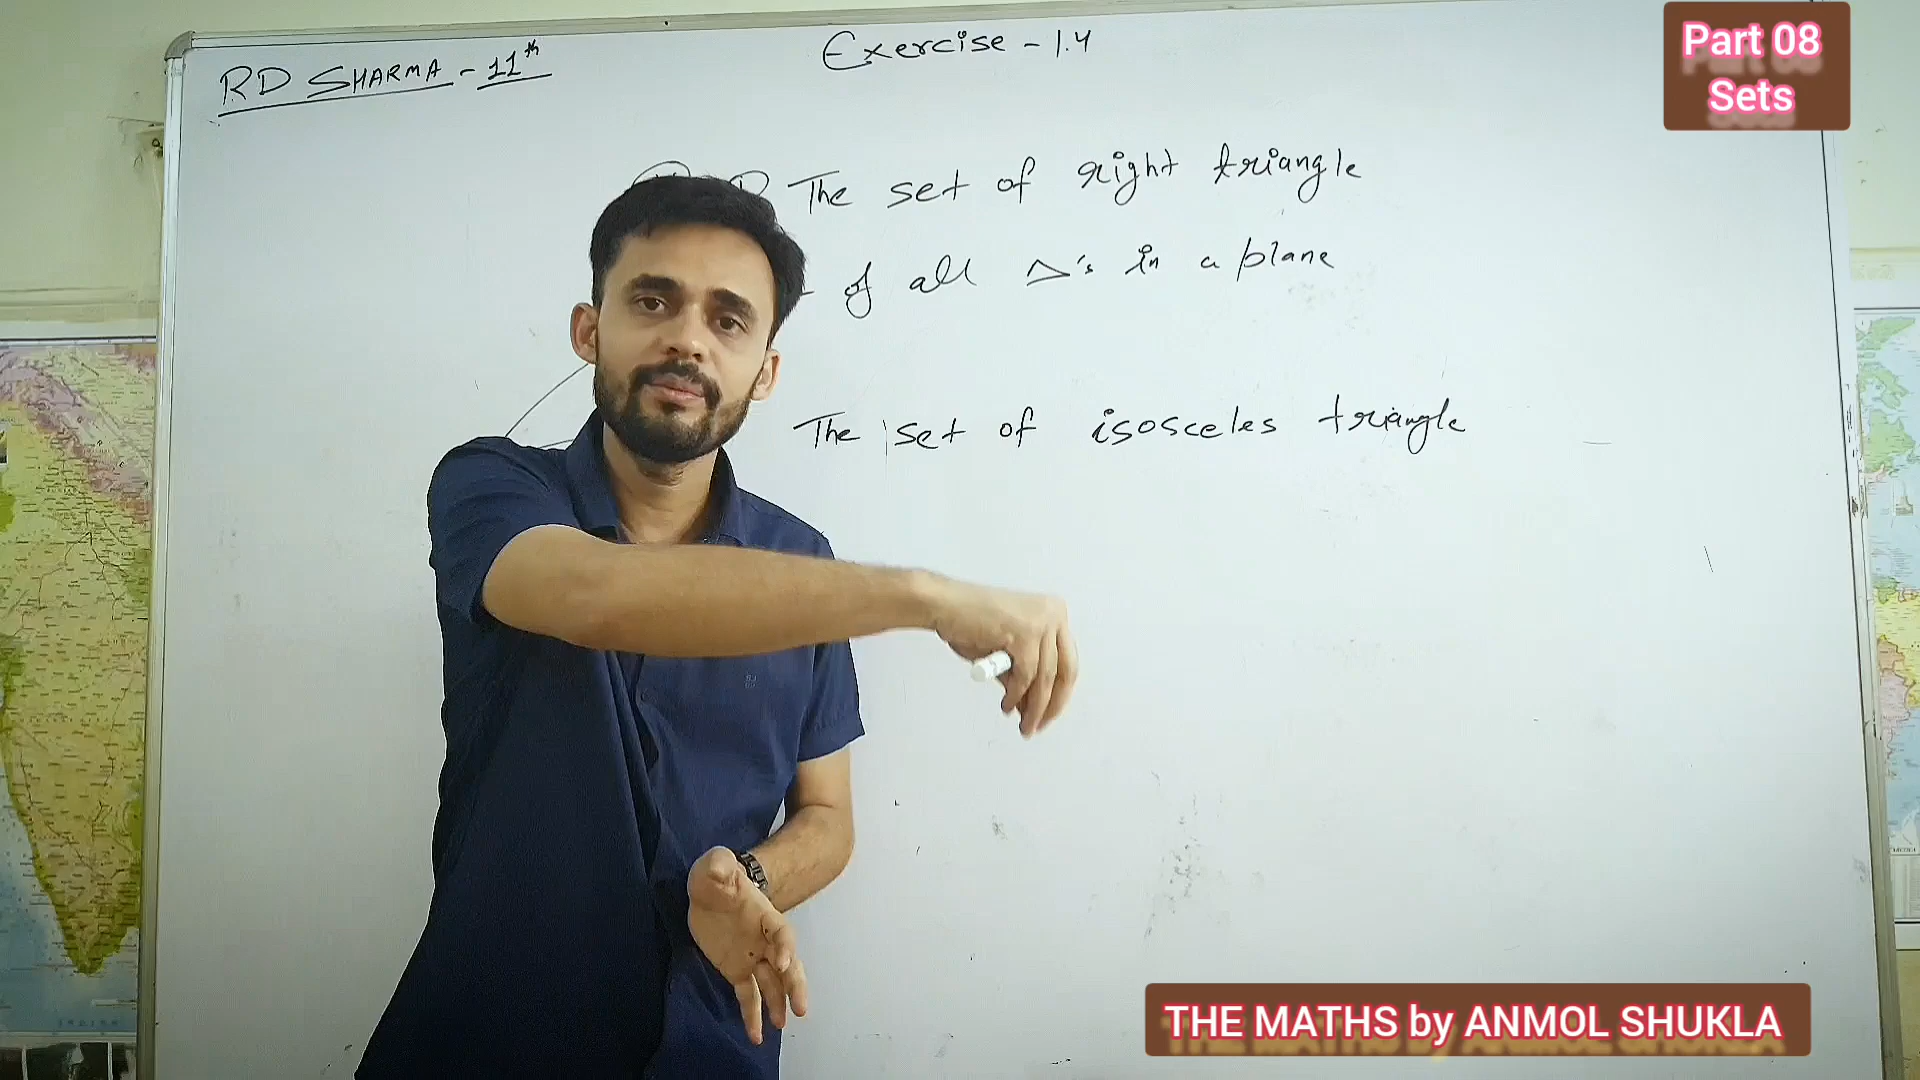 RD SHARMA - 11th
Exercise - 1.4
Part 08
Sets
The set of right triangle
of all Δ's in a plane
The set of isosceles triangle
THE MATHS by ANMOL SHUKLA